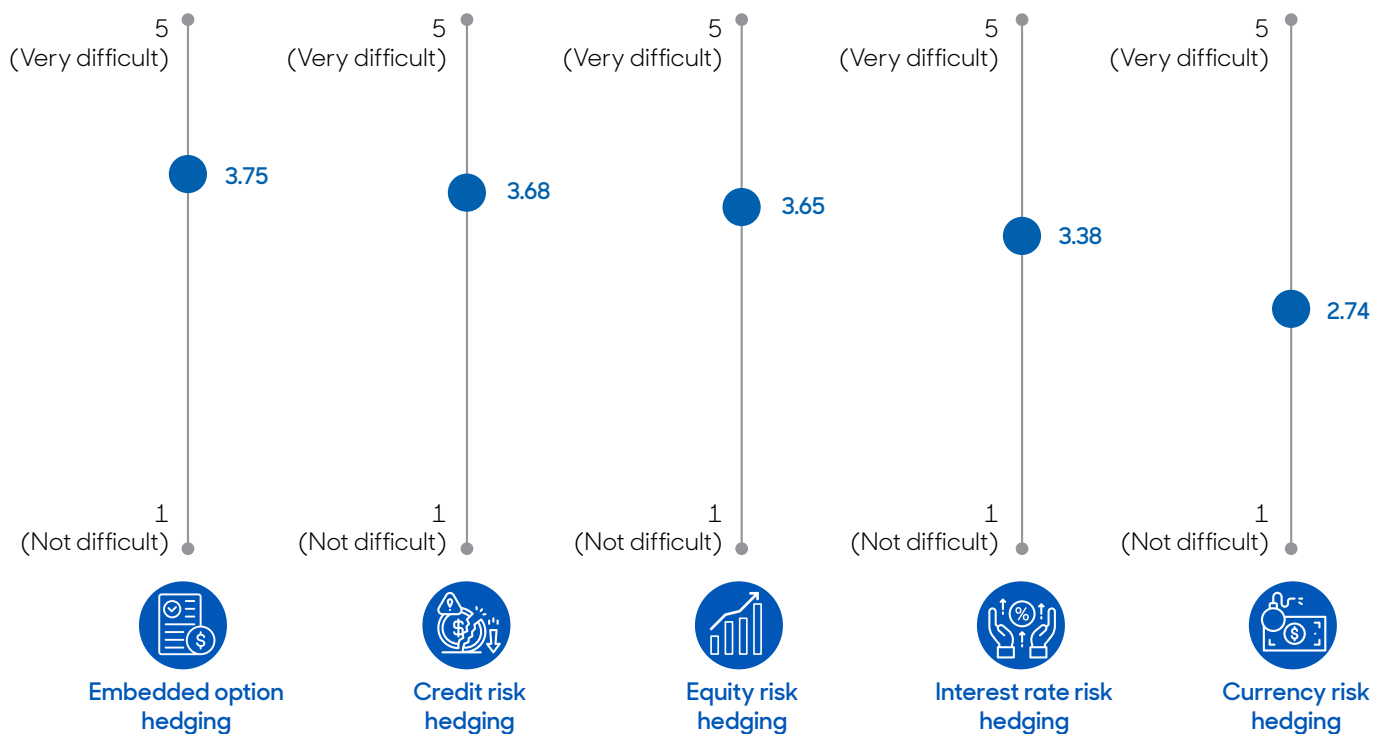 5
(Very difficult)
5
(Very difficult)
5
(Very difficult)
5
(Very difficult)
5
(Very difficult)
3.75
3.68
3.65
3.38
2.74
1
(Not difficult)
1
(Not difficult)
1
(Not difficult)
1
(Not difficult)
1
(Not difficult)
$
$
%
$
Embedded option
hedging
Credit risk
hedging
Equity risk
hedging
Interest rate risk
hedging
Currency risk
hedging